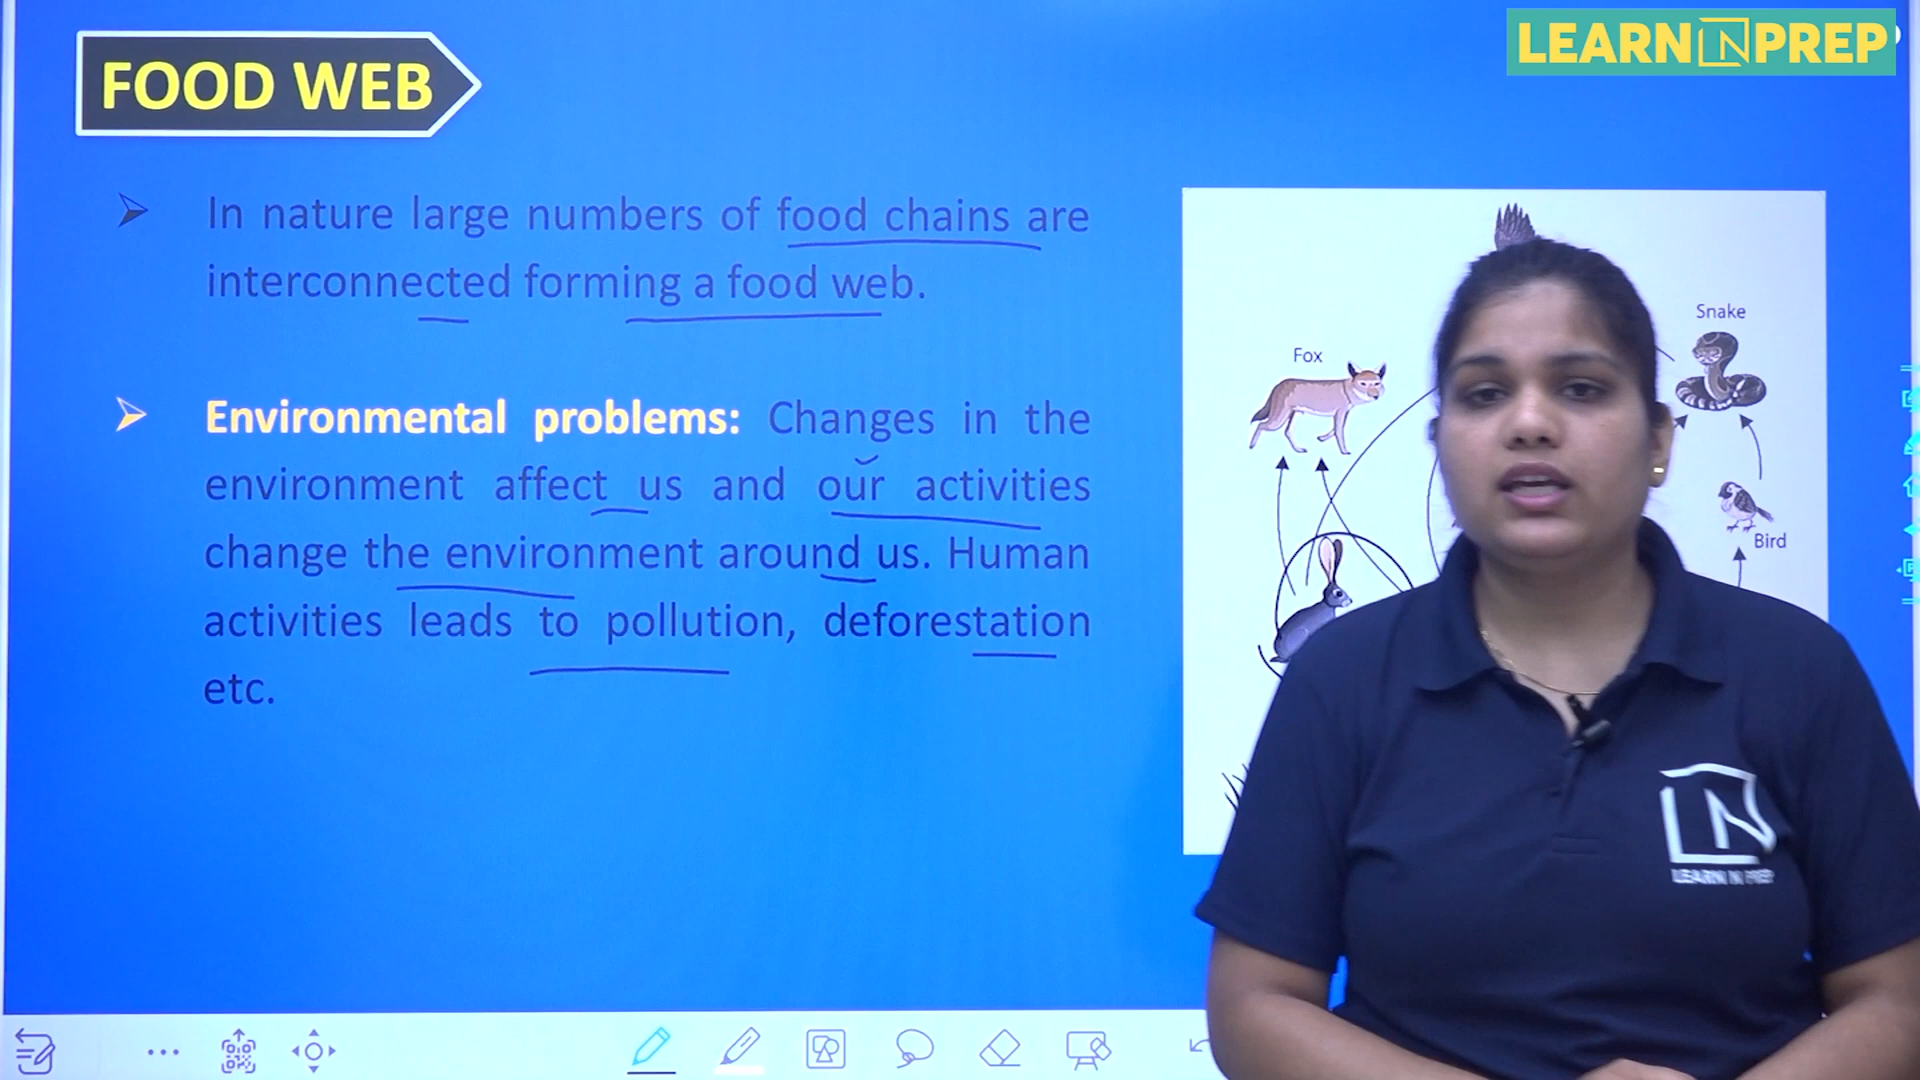 LEARN N PREP
FOOD WEB
In nature large numbers of food chains are
interconnected forming a food web.
Environmental problems: Changes in the
environment affect us and our activities
change the environment around us. Human
activities leads to pollution, deforestation
etc.
Snake
Fox
Bird
LEARN N PREP